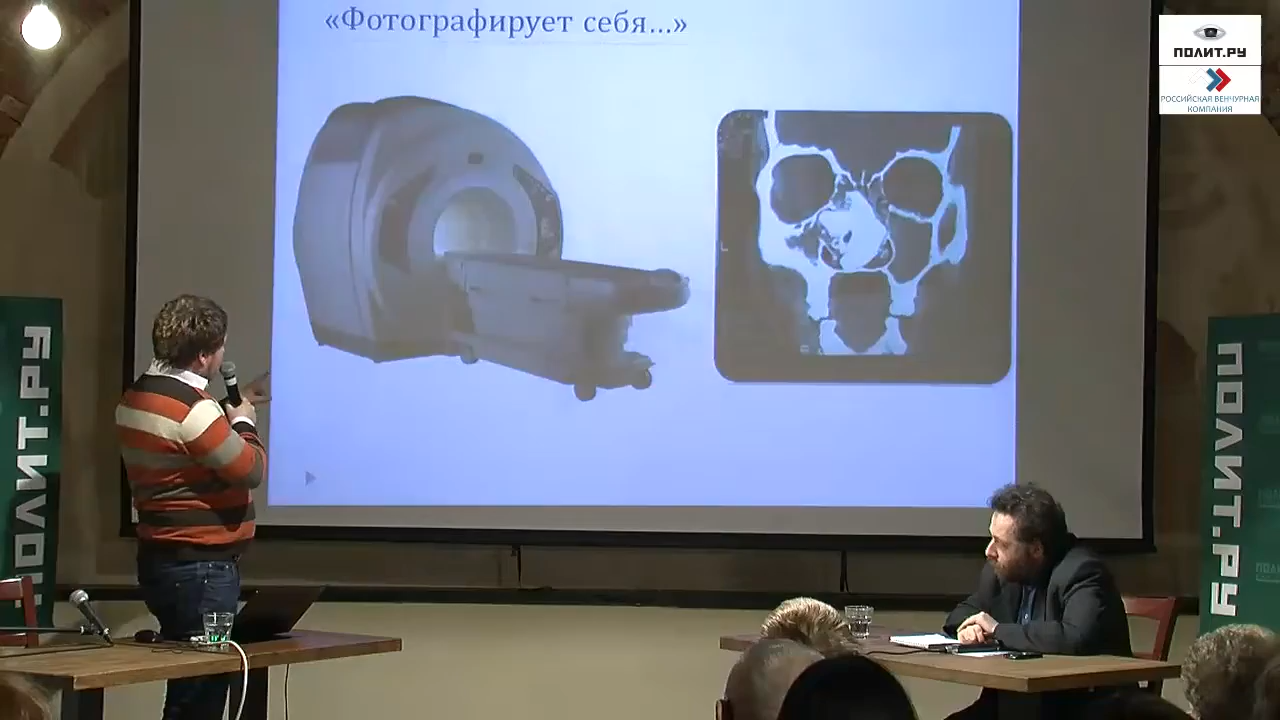 «Фотографирует себя...»
ПОЛИТ.РУ
РОССИЙСКАЯ ВЕНЧУРНАЯ
КОМПАНИЯ
ПОЛИТ.РУ
ПОЛИТ.РУ